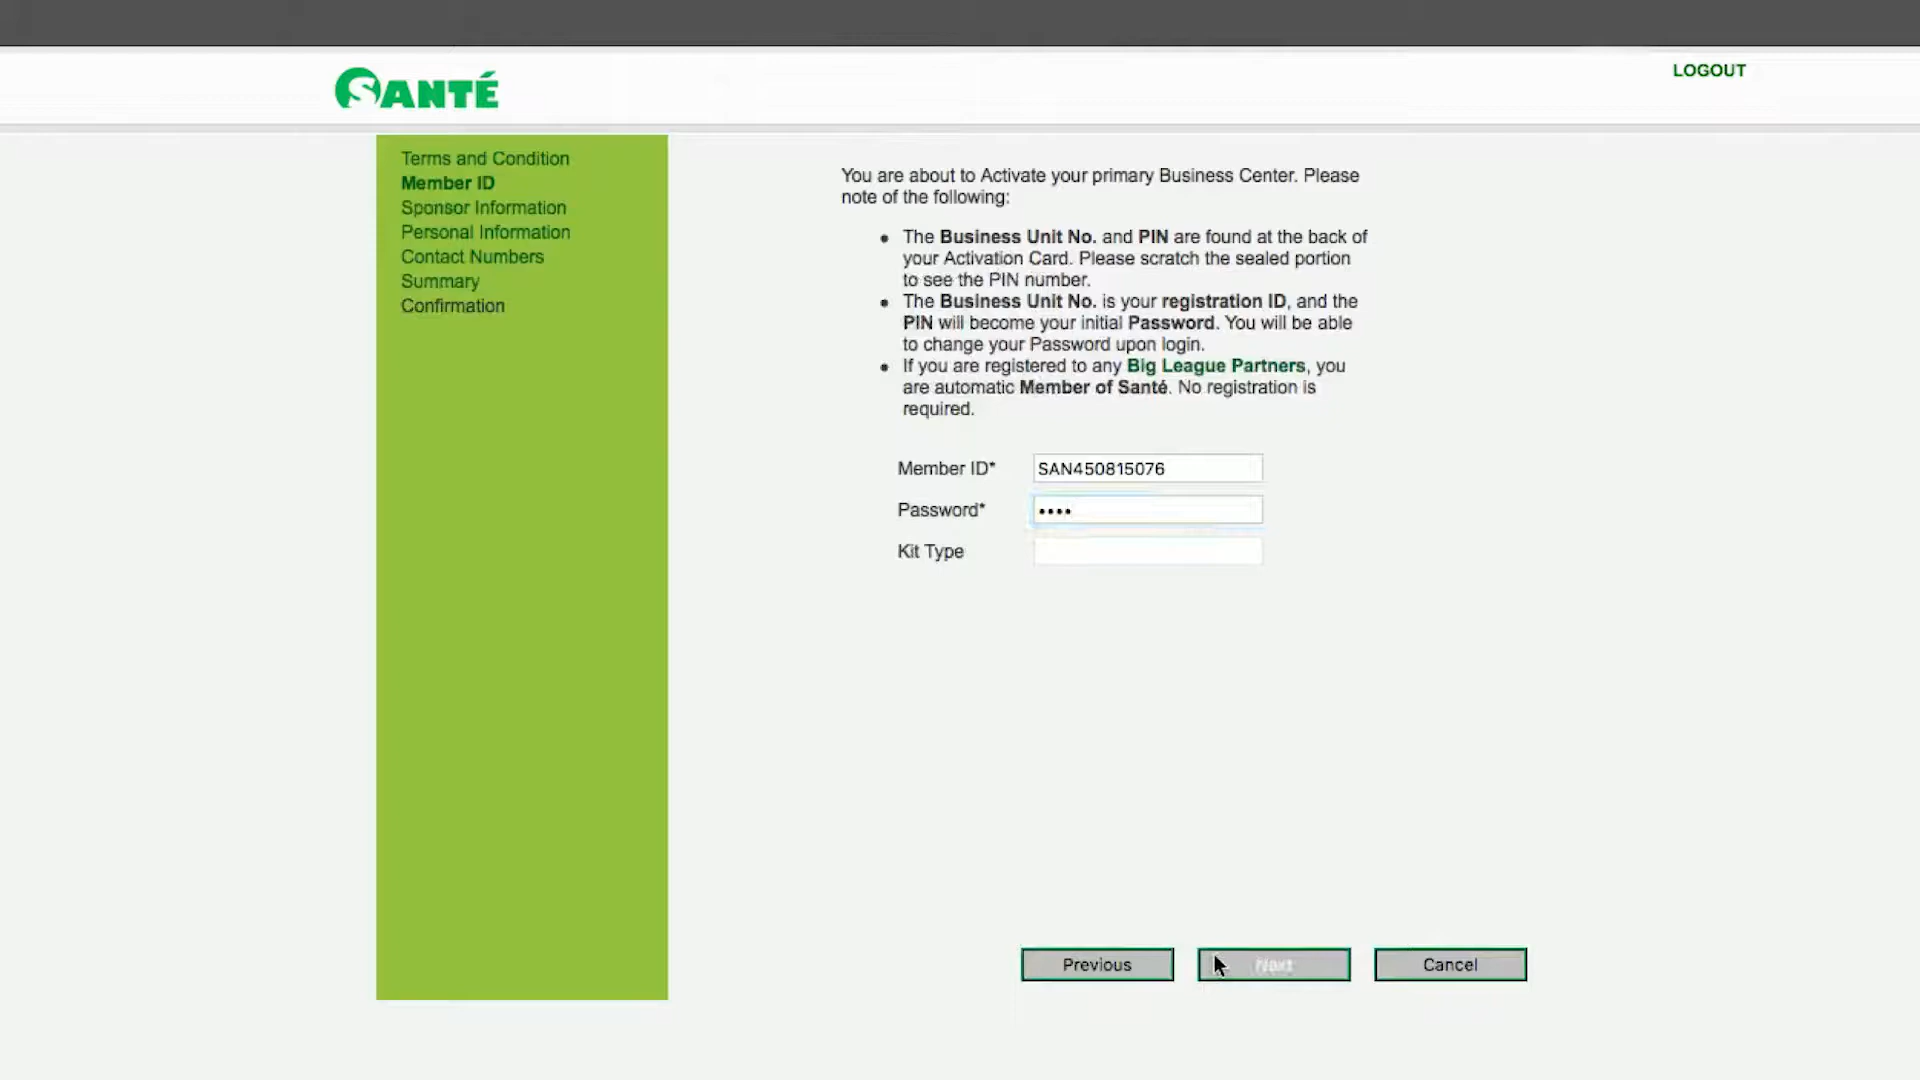 SANTÉ
LOGOUT
Terms and Condition
Member ID
Sponsor Information
Personal Information
Contact Numbers
Summary
Confirmation
You are about to Activate your primary Business Center. Please
note of the following:
The Business Unit No. and PIN are found at the back of
your Activation Card. Please scratch the sealed portion
to see the PIN number.
The Business Unit No. is your registration ID, and the
PIN will become your initial Password. You will be able
to change your Password upon login.
If you are registered to any Big League Partners, you
are automatic Member of Santé. No registration is
required.
Member ID* SAN450815076
Password* ••••
Kit Type
Previous Next Cancel